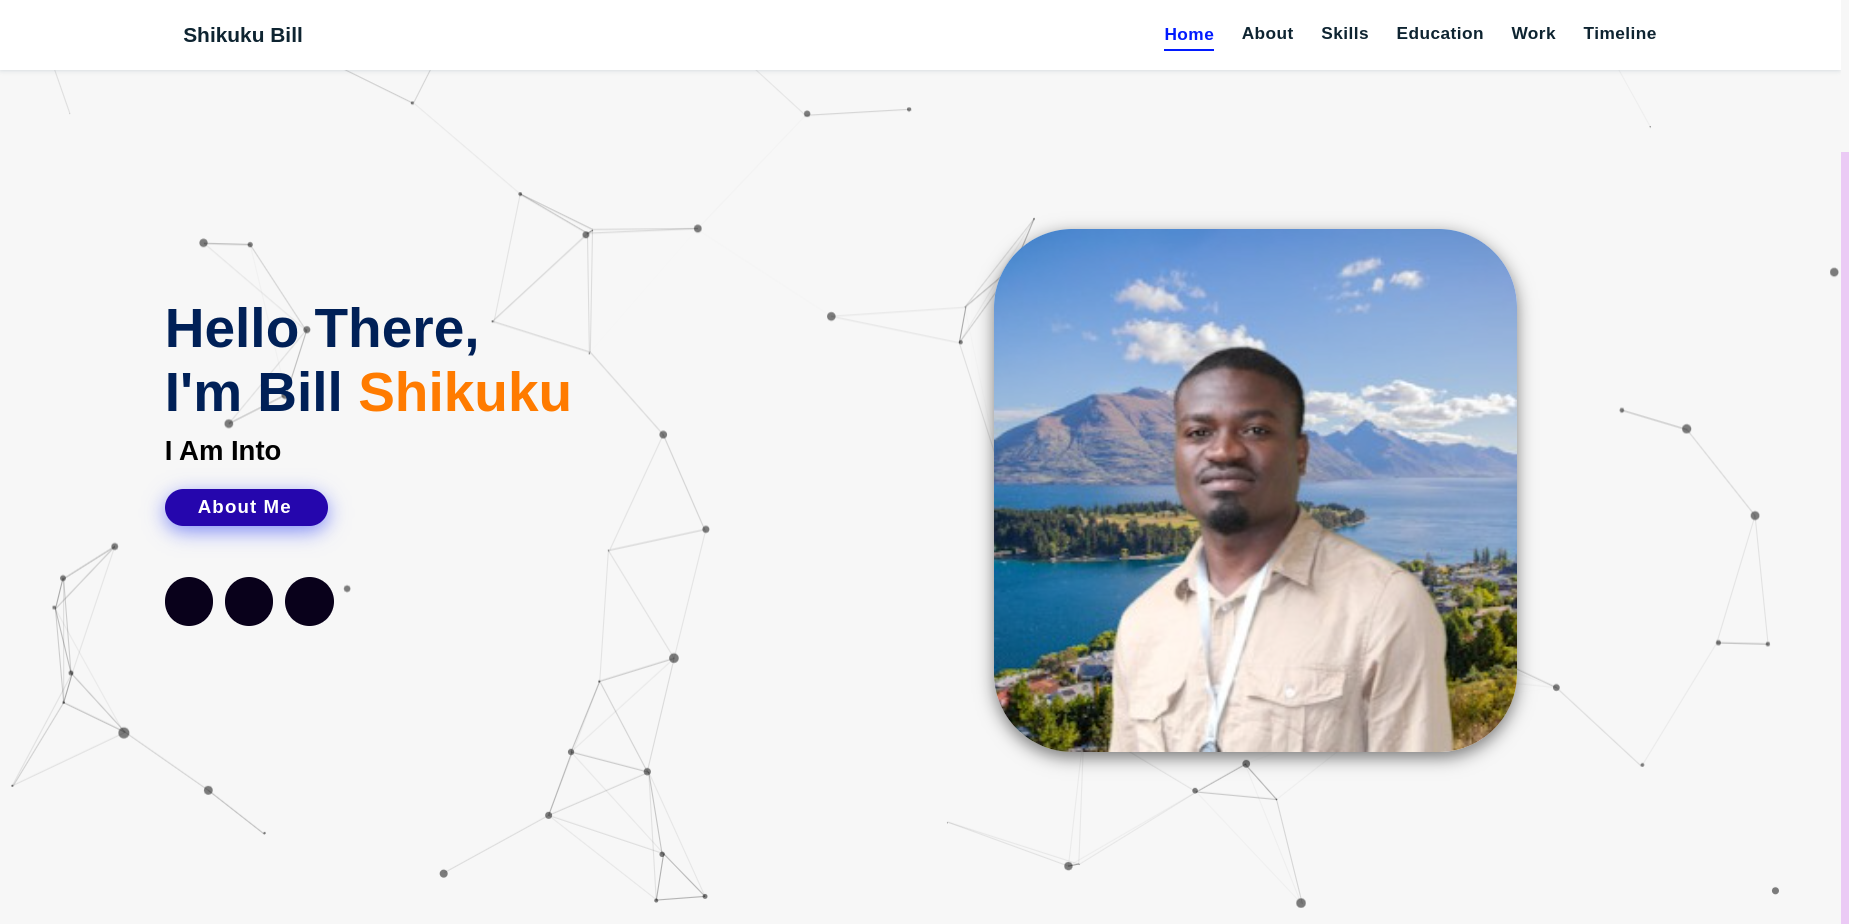 Shikuku Bill
Home About Skills Education Work Timeline
Hello There,
I'm Bill Shikuku
I Am Into
About Me